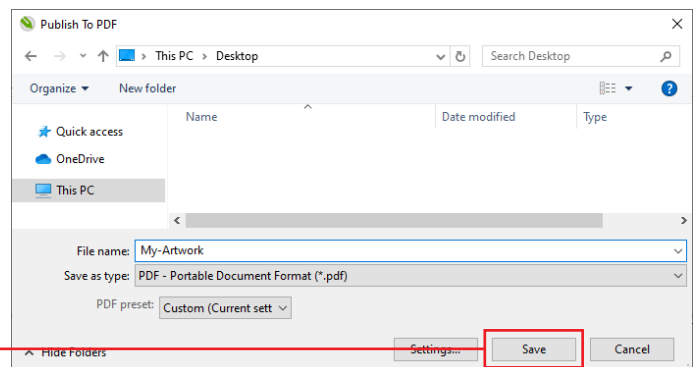 Publish To PDF
This PC > Desktop
Search Desktop
Organize
New folder
Name
Date modified
Type
Quick access
OneDrive
This PC
File name: My-Artwork
Save as type: PDF - Portable Document Format (*.pdf)
PDF preset: Custom (Current sett
Hide Folders
Settings...
Save
Cancel